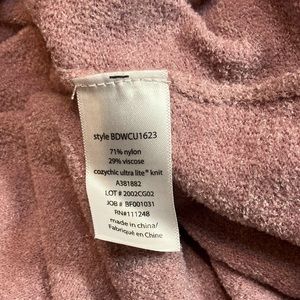 style BDWCU1623
71% nylon
29% viscose
cozychic ultra lite™ knit
A381882
LOT # 2002CG02
JOB # BF001031
RN#111248
made in china/
Fabriqué en Chine